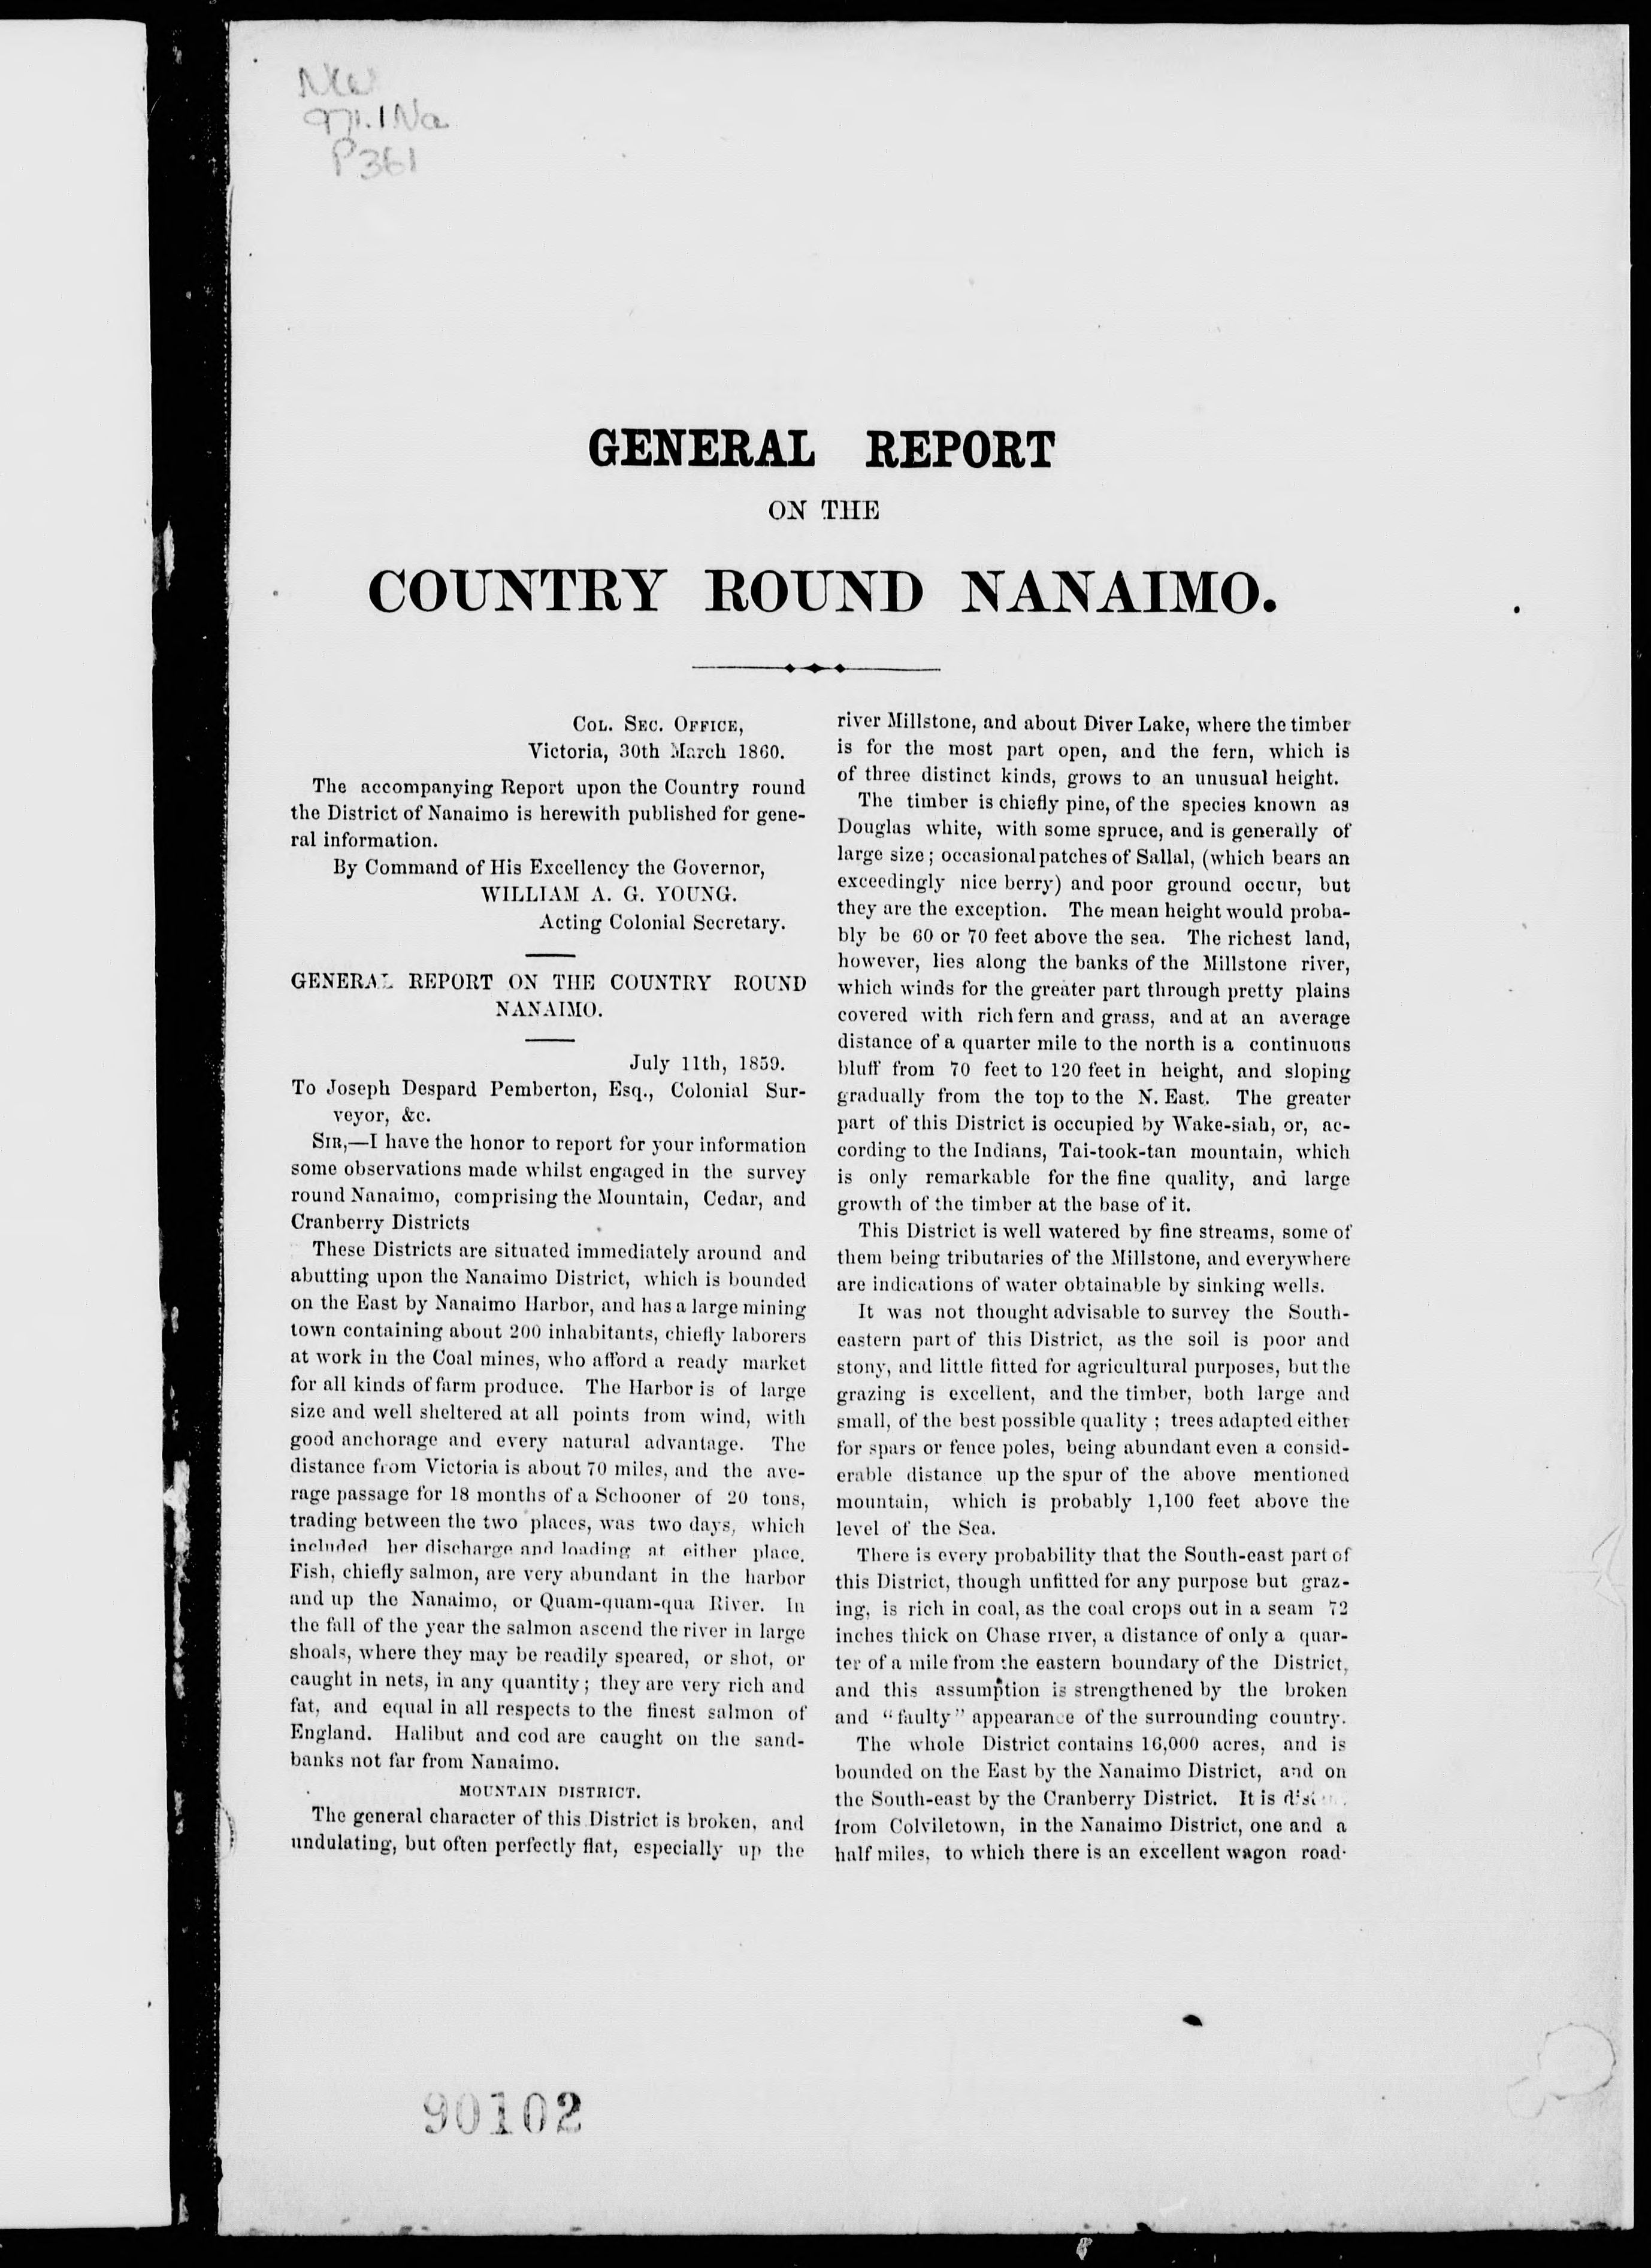 971.1Na
P361
GENERAL REPORT
ON THE
COUNTRY ROUND NANAIMO.
COL. SEC. OFFICE,
Victoria, 30th March 1860.
The accompanying Report upon the Country round
the District of Nanaimo is herewith published for gene-
ral information.
By Command of His Excellency the Governor,
WILLIAM A. G. YOUNG.
Acting Colonial Secretary.
GENERAL REPORT ON THE COUNTRY ROUND
NANAIMO.
July 11th, 1859.
To Joseph Despard Pemberton, Esq., Colonial Sur-
veyor, &c.
SIR,—I have the honor to report for your information
some observations made whilst engaged in the survey
round Nanaimo, comprising the Mountain, Cedar, and
Cranberry Districts
These Districts are situated immediately around and
abutting upon the Nanaimo District, which is bounded
on the East by Nanaimo Harbor, and has a large mining
town containing about 200 inhabitants, chiefly laborers
at work in the Coal mines, who afford a ready market
for all kinds of farm produce. The Harbor is of large
size and well sheltered at all points from wind, with
good anchorage and every natural advantage. The
distance from Victoria is about 70 miles, and the ave-
rage passage for 18 months of a Schooner of 20 tons,
trading between the two places, was two days, which
included her discharge and loading at either place.
Fish, chiefly salmon, are very abundant in the harbor
and up the Nanaimo, or Quam-quam-qua River. In
the fall of the year the salmon ascend the river in large
shoals, where they may be readily speared, or shot, or
caught in nets, in any quantity; they are very rich and
fat, and equal in all respects to the finest salmon of
England. Halibut and cod are caught on the sand-
banks not far from Nanaimo.
MOUNTAIN DISTRICT.
The general character of this District is broken, and
undulating, but often perfectly flat, especially up the
river Millstone, and about Diver Lake, where the timber
is for the most part open, and the fern, which is
of three distinct kinds, grows to an unusual height.
The timber is chiefly pine, of the species known as
Douglas white, with some spruce, and is generally of
large size; occasional patches of Sallal, (which bears an
exceedingly nice berry) and poor ground occur, but
they are the exception. The mean height would proba-
bly be 60 or 70 feet above the sea. The richest land,
however, lies along the banks of the Millstone river,
which winds for the greater part through pretty plains
covered with rich fern and grass, and at an average
distance of a quarter mile to the north is a continuous
bluff from 70 feet to 120 feet in height, and sloping
gradually from the top to the N. East. The greater
part of this District is occupied by Wake-siah, or, ac-
cording to the Indians, Tai-took-tan mountain, which
is only remarkable for the fine quality, and large
growth of the timber at the base of it.
This District is well watered by fine streams, some of
them being tributaries of the Millstone, and everywhere
are indications of water obtainable by sinking wells.
It was not thought advisable to survey the South-
eastern part of this District, as the soil is poor and
stony, and little fitted for agricultural purposes, but the
grazing is excellent, and the timber, both large and
small, of the best possible quality; trees adapted either
for spars or fence poles, being abundant even a consid-
erable distance up the spur of the above mentioned
mountain, which is probably 1,100 feet above the
level of the Sea.
There is every probability that the South-east part of
this District, though unfitted for any purpose but graz-
ing, is rich in coal, as the coal crops out in a seam 72
inches thick on Chase river, a distance of only a quar-
ter of a mile from the eastern boundary of the District,
and this assumption is strengthened by the broken
and "faulty" appearance of the surrounding country.
The whole District contains 16,000 acres, and is
bounded on the East by the Nanaimo District, and on
the South-east by the Cranberry District. It is
from Colviletown, in the Nanaimo District, one and a
half miles, to which there is an excellent wagon road·
90102